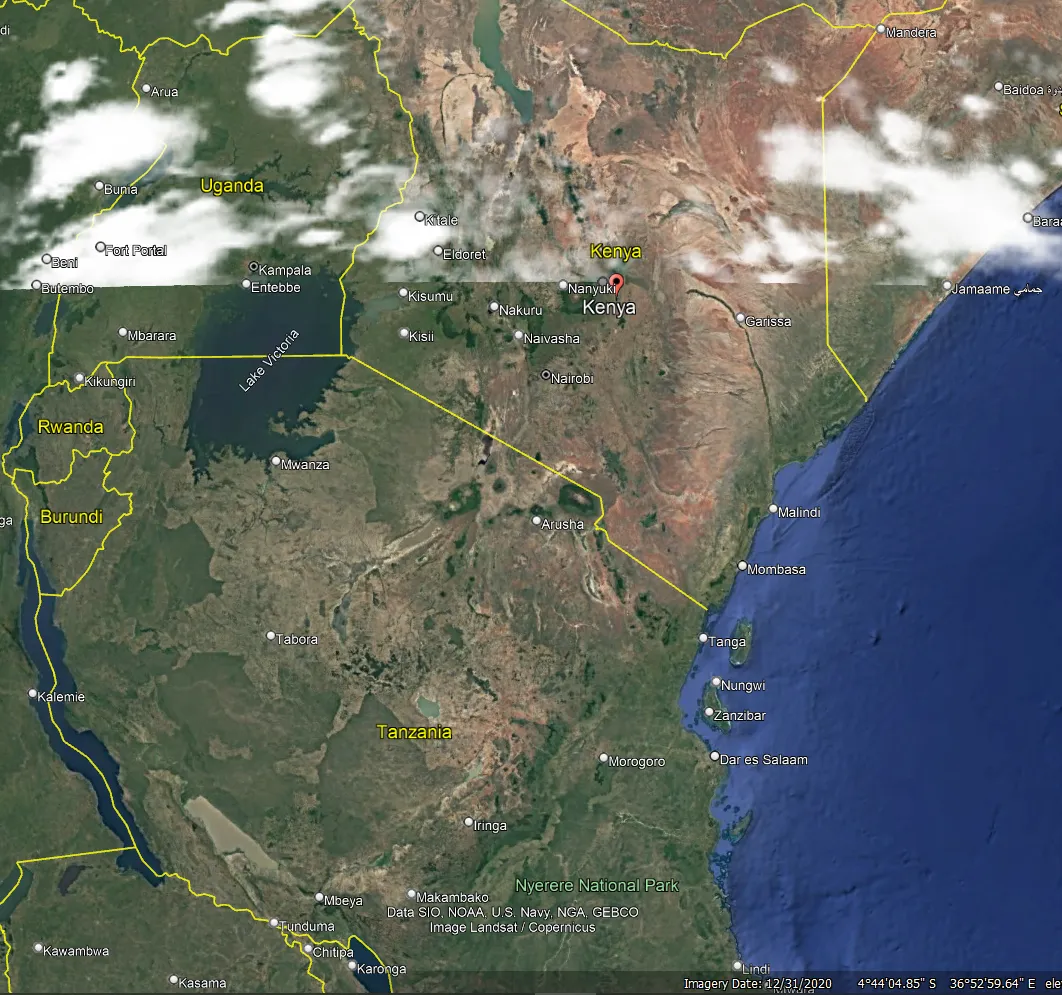 Mandera
Arua
Baidoa
Bunia
Uganda
Kitale
Fort Portal
Beni
Eldoret
Kenya
Kampala
Entebbe
Butembo
Nanyuki
Jamaame جمامي
Kisumu
Nakuru
Kenya
Garissa
Mbarara
Kisii
Naivasha
Lake Victoria
Kikungiri
Nairobi
Rwanda
Mwanza
Burundi
Arusha
Malindi
Mombasa
Tabora
Tanga
Nungwi
Kalemie
Zanzibar
Tanzania
Morogoro
Dar es Salaam
Iringa
Nyerere National Park
Mbeya
Makambako
Data SIO, NOAA, U.S. Navy, NGA, GEBCO
Image Landsat / Copernicus
Tunduma
Kawambwa
Chitipa
Karonga
Lindi
Kasama
Imagery Date: 12/31/2020 4°44'04.85" S 36°52'59.64" E ele